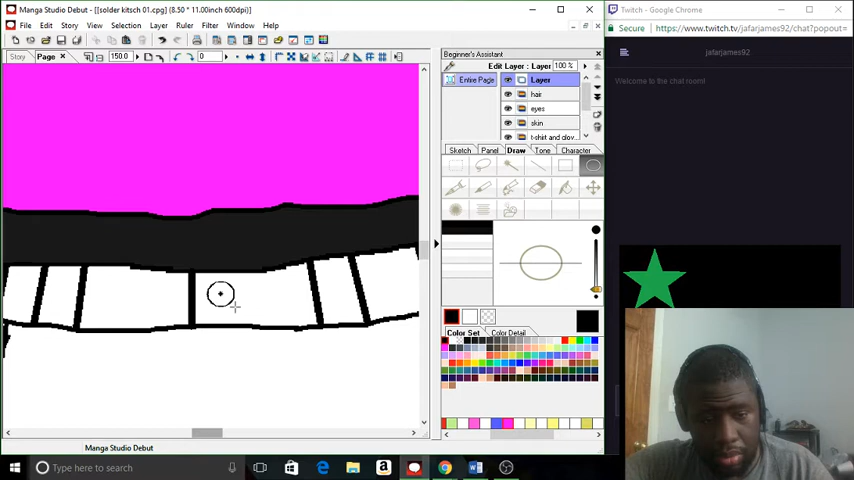 Manga Studio Debut - [solder kitsch 01.cpg] (8.50 * 11.00inch 600dpi)
Twitch - Google Chrome
File Edit View Selection Layer Ruler Filter Window Help
Secure https://www.twitch.tv/jafarjames92/chat?popout=
Story Page 150.0 0
Beginner's Assistant
Edit Layer : Layer 100 %
jafarjames92
Entire Page Layer
Welcome to the chat room!
hair
eyes
skin
t-shirt and glov
Sketch Panel Draw Tone Character
Color Set Color Detail
Manga Studio Debut
Type here to search